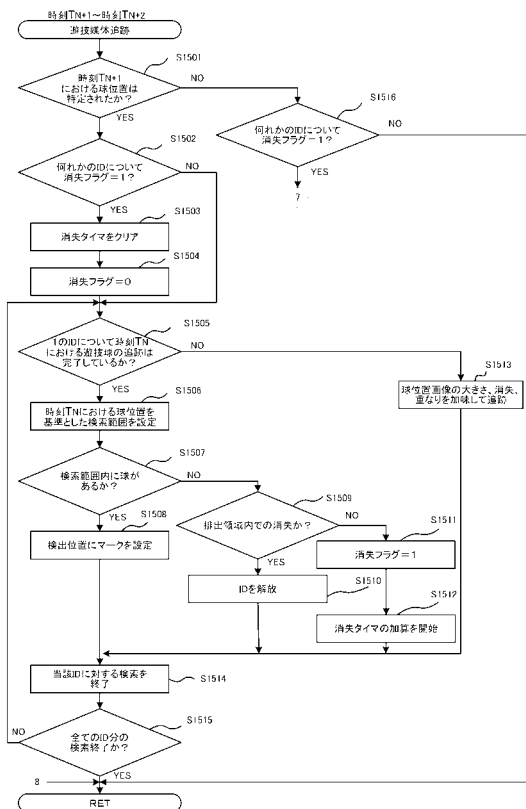 時刻TN+1～時刻TN+2
遊接媒体追跡
S1501
時刻TN+1
における球位置は
特定されたか？
NO
YES
S1516
何れかのIDについて
消失フラグ＝1？
NO
YES
7
S1502
何れかのIDについて
消失フラグ＝1？
NO
YES
S1503
消失タイマをクリア
S1504
消失フラグ＝0
S1505
1のIDについて時刻TN
における遊接球の追跡は
完了しているか？
NO
YES
S1513
球位置画像の大きさ、消失、
重なりを加味して追跡
S1506
時刻TNにおける球位置を
基準とした検索範囲を設定
S1507
検索範囲内に球が
あるか？
NO
YES
S1508
検出位置にマークを設定
S1509
排出領域内での消失か？
NO
YES
S1510
IDを解放
S1511
消失フラグ＝1
S1512
消失タイマの加算を開始
S1514
当該IDに対する検索を
終了
S1515
全てのID分の
検索終了か？
NO
YES
8
RET